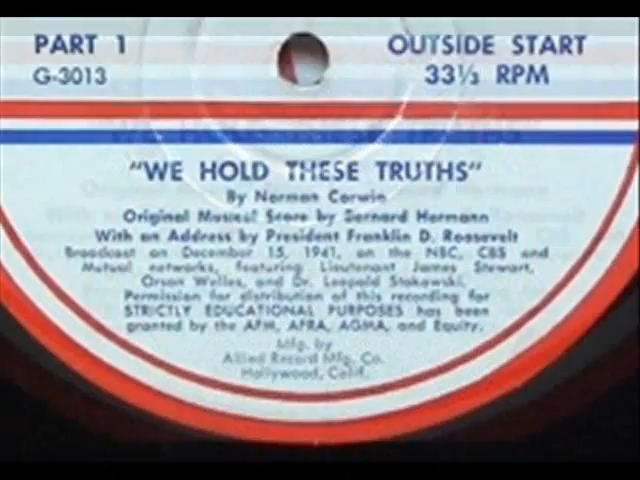 PART 1
G-3013
OUTSIDE START
33⅓ RPM
"WE HOLD THESE TRUTHS"
By Norman Corwin
Original Musical Score by Bernard Hermann
With an Address by President Franklin D. Roosevelt
Broadcast on December 15, 1941, on the NBC, CBS and
Mutual networks, featuring Lieutenant James Stewart,
Orson Welles, and Dr. Leopold Stokowski.
Permission for distribution of this recording for
STRICTLY EDUCATIONAL PURPOSES has been
granted by the AFM, AFRA, AGMA, and Equity.
Mfg. by
Allied Record Mfg. Co.
Hollywood, Calif.